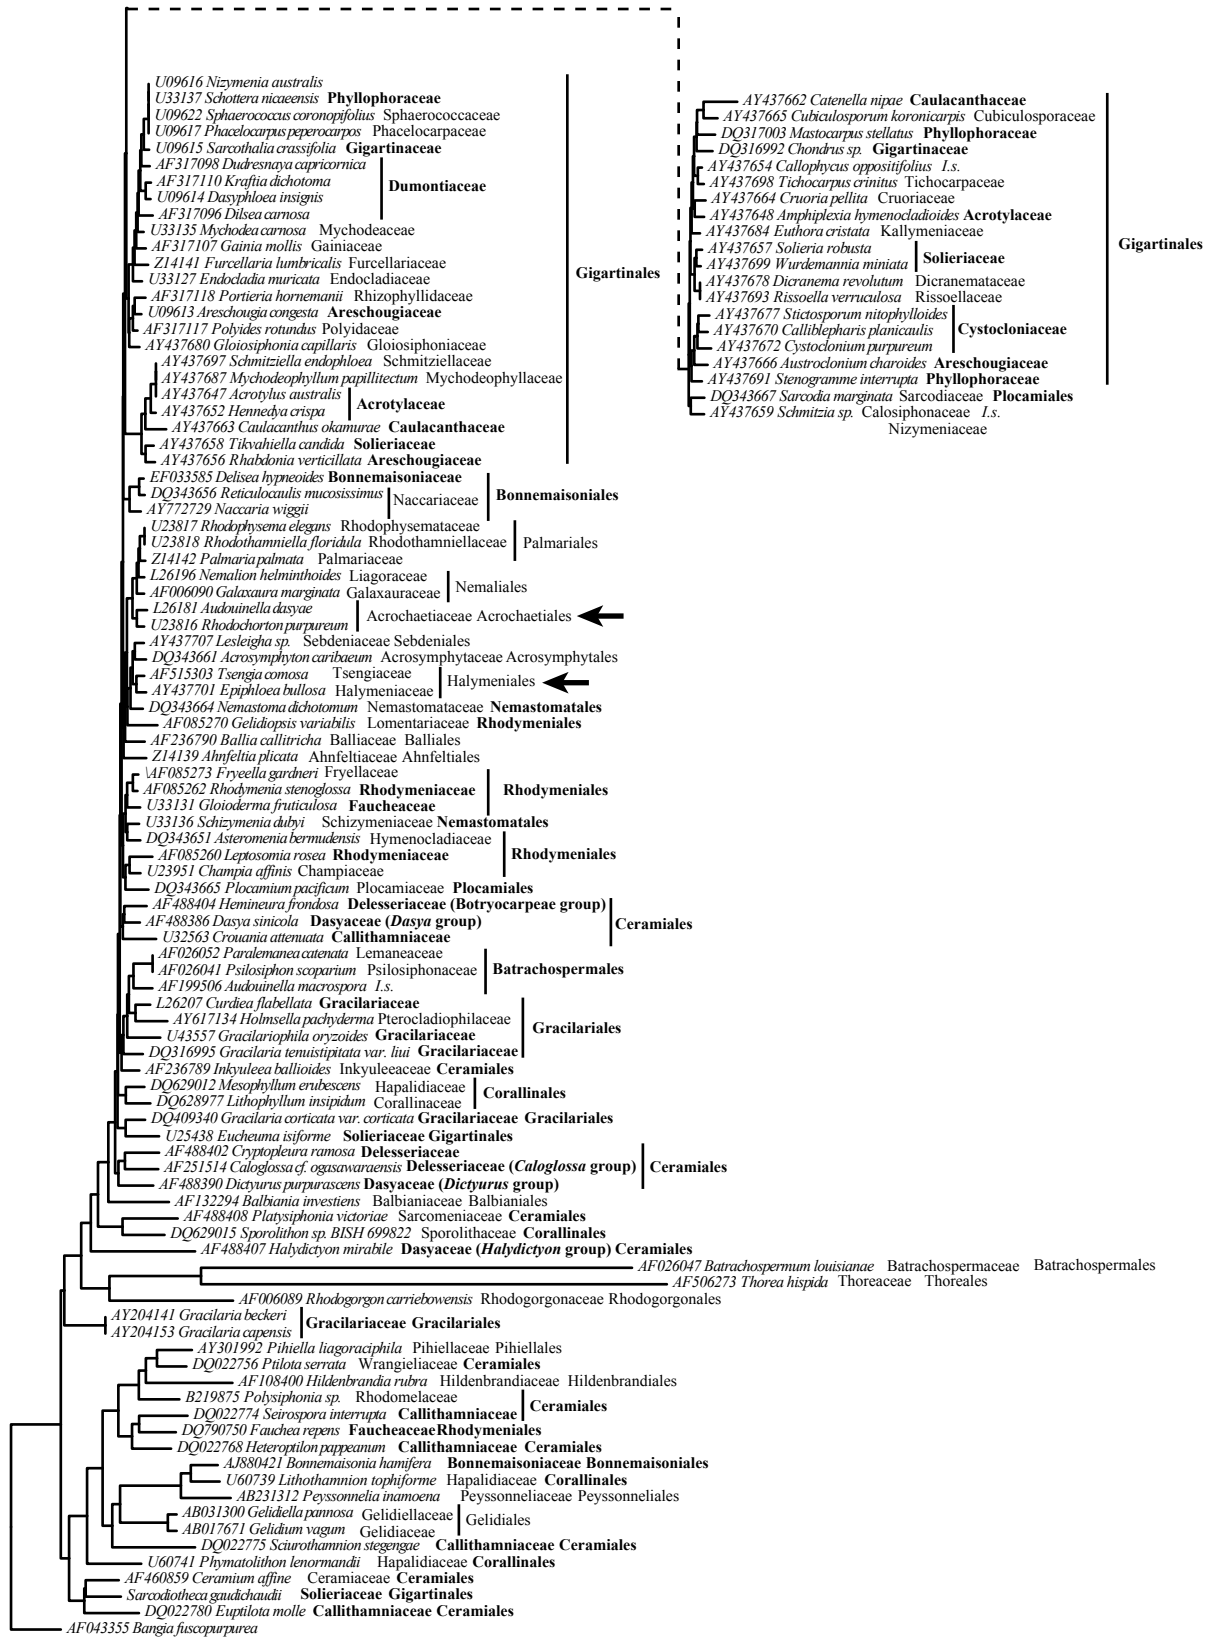 U09616 Nizymenia australis
U33137 Schottera nicaeensis Phyllophoraceae
U09622 Sphaerococcus coronopifolius Sphaerococcaceae
U09617 Phacelocarpus peperocarpos Phacelocarpaceae
U09615 Sarcothalia crassifolia Gigartinaceae
AF317098 Dudresnaya capricornica
AF317110 Kraftia dichotoma
Dumontiaceae
U09614 Dasyphloea insignis
AF317096 Dilsea carnosa
U33135 Mychodea carnosa Mychodeaceae
AF317107 Gainia mollis Gainiaceae
Z14141 Furcellaria lumbricalis Furcellariaceae
Gigartinales
U33127 Endocladia muricata Endocladiaceae
AF317118 Portieria hornemanii Rhizophyllidaceae
U09613 Areschougia congesta Areschougiaceae
AF317117 Polyides rotundus Polyidaceae
AY437680 Gloiosiphonia capillaris Gloiosiphoniaceae
AY437697 Schmitziella endophloea Schmitziellaceae
AY437687 Mychodeophyllum papillitectum Mychodeophyllaceae
AY437647 Acrotylus australis
Acrotylaceae
AY437652 Hennedya crispa
AY437663 Caulacanthus okamurae Caulacanthaceae
AY437658 Tikvahiella candida Solieriaceae
AY437656 Rhabdonia verticillata Areschougiaceae
AY437662 Catenella nipae Caulacanthaceae
AY437665 Cubiculosporum koronicarpis Cubiculosporaceae
DQ317003 Mastocarpus stellatus Phyllophoraceae
DQ316992 Chondrus sp. Gigartinaceae
AY437654 Callophycus oppositifolius I.s.
AY437698 Tichocarpus crinitus Tichocarpaceae
AY437664 Cruoria pellita Cruoriaceae
AY437648 Amphiplexia hymenocladioides Acrotylaceae
AY437684 Euthora cristata Kallymeniaceae
Gigartinales
AY437657 Solieria robusta
Solieriaceae
AY437699 Wurdemannia miniata
AY437678 Dicranema revolutum Dicranemataceae
AY437693 Rissoella verruculosa Rissoellaceae
AY437677 Stictosporum nitophylloides
AY437670 Calliblepharis planicaulis
Cystocloniaceae
AY437672 Cystoclonium purpureum
AY437666 Austroclonium charoides Areschougiaceae
AY437691 Stenogramme interrupta Phyllophoraceae
DQ343667 Sarcodia marginata Sarcodiaceae Plocamiales
AY437659 Schmitzia sp. Calosiphonaceae I.s.
Nizymeniaceae
EF033585 Delisea hypneoides Bonnemaisoniaceae
DQ343656 Reticulocaulis mucosissimus
Naccariaceae
Bonnemaisoniales
AY772729 Naccaria wiggii
U23817 Rhodophysema elegans Rhodophysemataceae
U23818 Rhodothamniella floridula Rhodothamniellaceae
Palmariales
Z14142 Palmaria palmata Palmariaceae
L26196 Nemalion helminthoides Liagoraceae
Nemaliales
AF006090 Galaxaura marginata Galaxauraceae
L26181 Audouinella dasyae
Acrochaetiaceae Acrochaetiales
U23816 Rhodochorton purpureum
AY437707 Lesleigha sp. Sebdeniaceae Sebdeniales
DQ343661 Acrosymphyton caribaeum Acrosymphytaceae Acrosymphytales
AF515303 Tsengia comosa Tsengiaceae
Halymeniales
AY437701 Epiphloea bullosa Halymeniaceae
DQ343664 Nemastoma dichotomum Nemastomataceae Nemastomatales
AF085270 Gelidiopsis variabilis Lomentariaceae Rhodymeniales
AF236790 Ballia callitricha Balliaceae Balliales
Z14139 Ahnfeltia plicata Ahnfeltiaceae Ahnfeltiales
\AF085273 Fryeella gardneri Fryellaceae
AF085262 Rhodymenia stenoglossa Rhodymeniaceae
Rhodymeniales
U33131 Gloioderma fruticulosa Faucheaceae
U33136 Schizymenia dubyi Schizymeniaceae Nemastomatales
DQ343651 Asteromenia bermudensis Hymenocladiaceae
AF085260 Leptosomia rosea Rhodymeniaceae
Rhodymeniales
U23951 Champia affinis Champiaceae
DQ343665 Plocamium pacificum Plocamiaceae Plocamiales
AF488404 Hemineura frondosa Delesseriaceae (Botryocarpeae group)
AF488386 Dasya sinicola Dasyaceae (Dasya group)
Ceramiales
U32563 Crouania attenuata Callithamniaceae
AF026052 Paralemanea catenata Lemaneaceae
AF026041 Psilosiphon scoparium Psilosiphonaceae
Batrachospermales
AF199506 Audouinella macrospora I.s.
L26207 Curdiea flabellata Gracilariaceae
AY617134 Holmsella pachyderma Pterocladiophilaceae
Gracilariales
U43557 Gracilariophila oryzoides Gracilariaceae
DQ316995 Gracilaria tenuistipitata var. liui Gracilariaceae
AF236789 Inkyuleea ballioides Inkyuleeaceae Ceramiales
DQ629012 Mesophyllum erubescens Hapalidiaceae
Corallinales
DQ628977 Lithophyllum insipidum Corallinaceae
DQ409340 Gracilaria corticata var. corticata Gracilariaceae Gracilariales
U25438 Eucheuma isiforme Solieriaceae Gigartinales
AF488402 Cryptopleura ramosa Delesseriaceae
AF251514 Caloglossa cf. ogasawaraensis Delesseriaceae (Caloglossa group)
Ceramiales
AF488390 Dictyurus purpurascens Dasyaceae (Dictyurus group)
AF132294 Balbiania investiens Balbianiaceae Balbianiales
AF488408 Platysiphonia victoriae Sarcomeniaceae Ceramiales
DQ629015 Sporolithon sp. BISH 699822 Sporolithaceae Corallinales
AF488407 Halydictyon mirabile Dasyaceae (Halydictyon group) Ceramiales
AF026047 Batrachospermum louisianae Batrachospermaceae Batrachospermales
AF506273 Thorea hispida Thoreaceae Thoreales
AF006089 Rhodogorgon carriebowensis Rhodogorgonaceae Rhodogorgonales
AY204141 Gracilaria beckeri
Gracilariaceae Gracilariales
AY204153 Gracilaria capensis
AY301992 Pihiella liagoraciphila Pihiellaceae Pihiellales
DQ022756 Ptilota serrata Wrangieliaceae Ceramiales
AF108400 Hildenbrandia rubra Hildenbrandiaceae Hildenbrandiales
B219875 Polysiphonia sp. Rhodomelaceae
Ceramiales
DQ022774 Seirospora interrupta Callithamniaceae
DQ790750 Fauchea repens Faucheaceae Rhodymeniales
DQ022768 Heteroptilon pappeanum Callithamniaceae Ceramiales
AJ880421 Bonnemaisonia hamifera Bonnemaisoniaceae Bonnemaisoniales
U60739 Lithothamnion tophiforme Hapalidiaceae Corallinales
AB231312 Peyssonnelia inamoena Peyssonneliaceae Peyssonneliales
AB031300 Gelidiella pannosa Gelidiellaceae
Gelidiales
AB017671 Gelidium vagum Gelidiaceae
DQ022775 Sciurothamnion stegengae Callithamniaceae Ceramiales
U60741 Phymatolithon lenormandii Hapalidiaceae Corallinales
AF460859 Ceramium affine Ceramiaceae Ceramiales
Sarcodiotheca gaudichaudii Solieriaceae Gigartinales
DQ022780 Euptilota molle Callithamniaceae Ceramiales
AF043355 Bangia fuscopurpurea